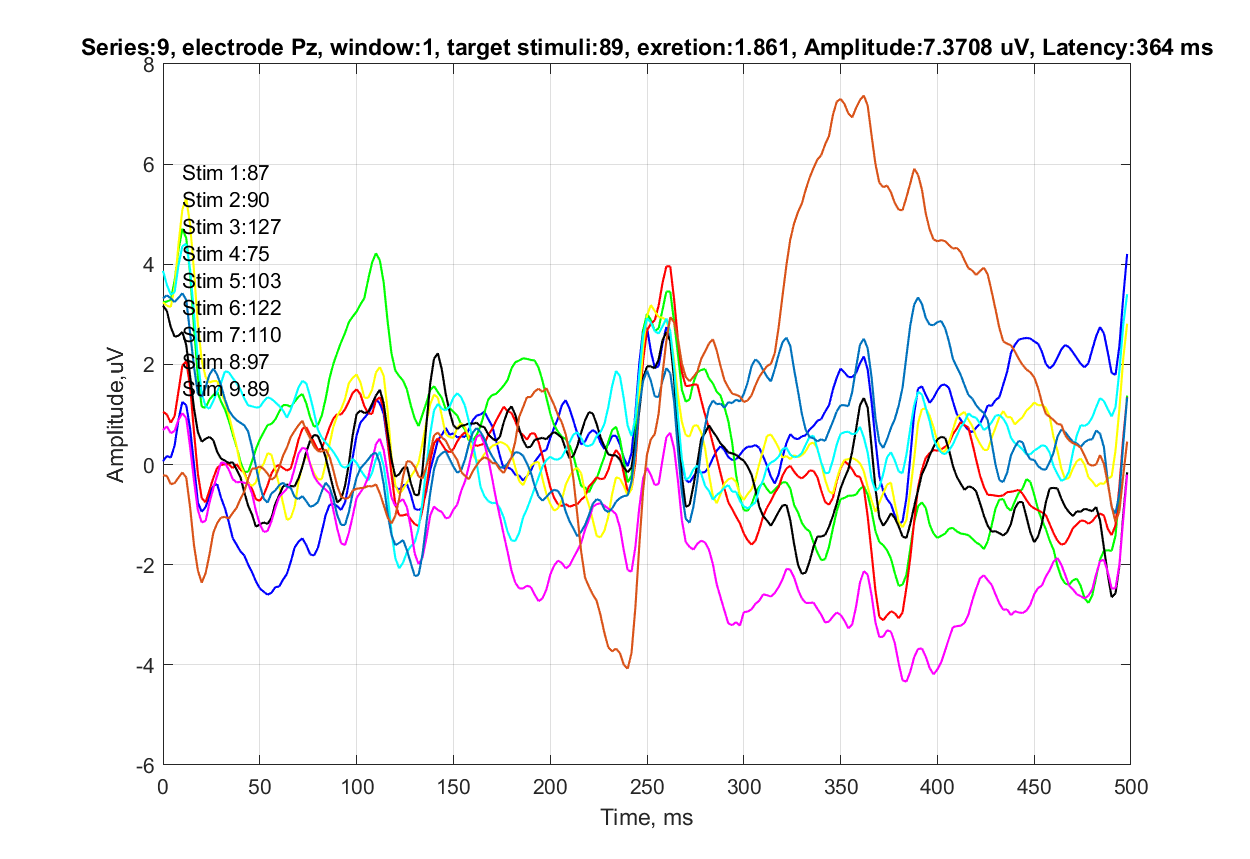 Series:9, electrode Pz, window:1, target stimuli:89, exretion:1.861, Amplitude:7.3708 uV, Latency:364 ms
8
6
4
2
0
-2
-4
-6
Amplitude,uV
Stim 1:87
Stim 2:90
Stim 3:127
Stim 4:75
Stim 5:103
Stim 6:122
Stim 7:110
Stim 8:97
Stim 9:89
0 50 100 150 200 250 300 350 400 450 500
Time, ms